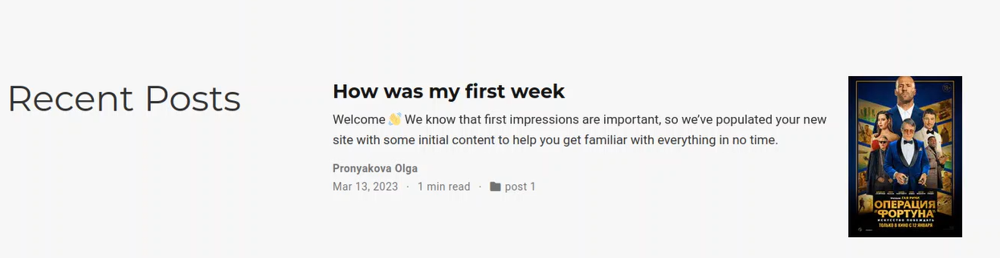 Recent Posts
How was my first week
Welcome 👋 We know that first impressions are important, so we've populated your new
site with some initial content to help you get familiar with everything in no time.
Pronyakova Olga
Mar 13, 2023 · 1 min read · post 1
ГАЯ РИЧИ
ОПЕРАЦИЯ
"ФОРТУНА"
ИСКУССТВО ПОБЕЖДАТЬ
ТОЛЬКО В КИНО С 12 ЯНВАРЯ